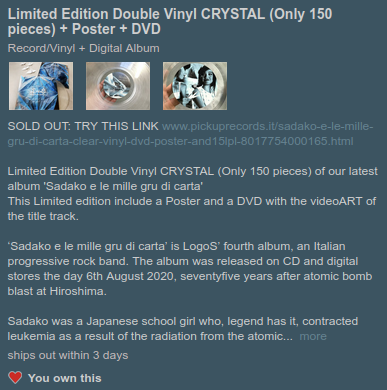 Limited Edition Double Vinyl CRYSTAL (Only 150
pieces) + Poster + DVD
Record/Vinyl + Digital Album
SOLD OUT: TRY THIS LINK www.pickuprecords.it/sadako-e-le-mille-
gru-di-carta-clear-vinyl-dvd-poster-and15lpl-8017754000165.html
Limited Edition Double Vinyl CRYSTAL (Only 150 pieces) of our latest
album 'Sadako e le mille gru di carta'
This Limited edition include a Poster and a DVD with the videoART of
the title track.
‘Sadako e le mille gru di carta’ is LogoS’ fourth album, an Italian
progressive rock band. The album was released on CD and digital
stores the day 6th August 2020, seventyfive years after atomic bomb
blast at Hiroshima.
Sadako was a Japanese school girl who, legend has it, contracted
leukemia as a result of the radiation from the atomic... more
ships out within 3 days
You own this